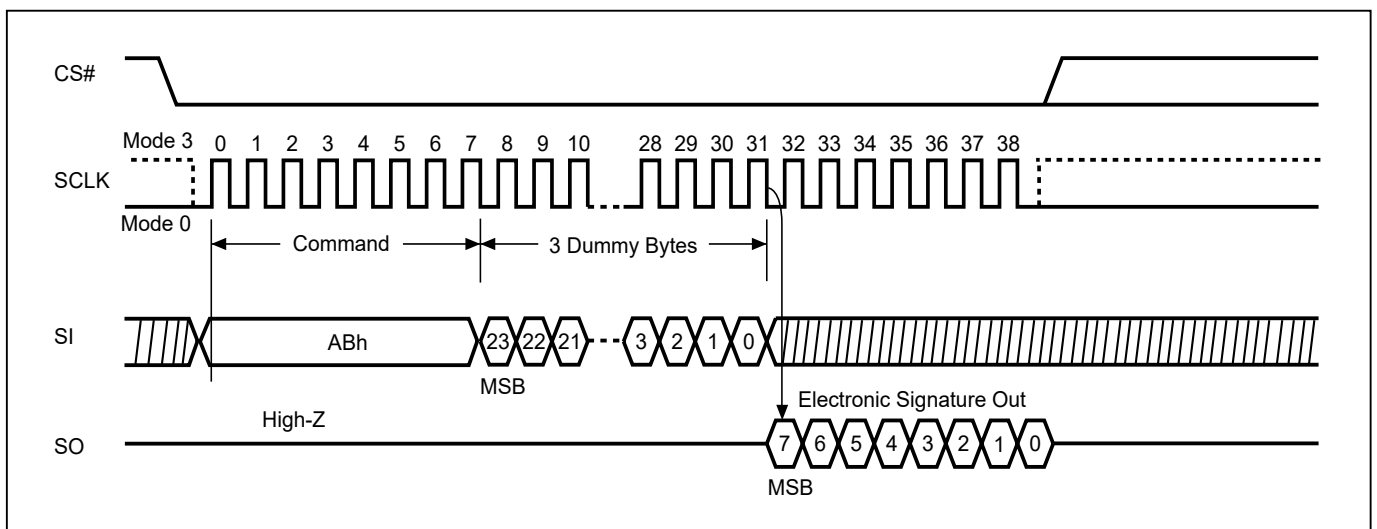 CS#
Mode 3 0 1 2 3 4 5 6 7 8 9 10 28 29 30 31 32 33 34 35 36 37 38
SCLK
Mode 0
Command 3 Dummy Bytes
SI ABh 23 22 21 3 2 1 0
MSB
Electronic Signature Out
High-Z
SO 7 6 5 4 3 2 1 0
MSB